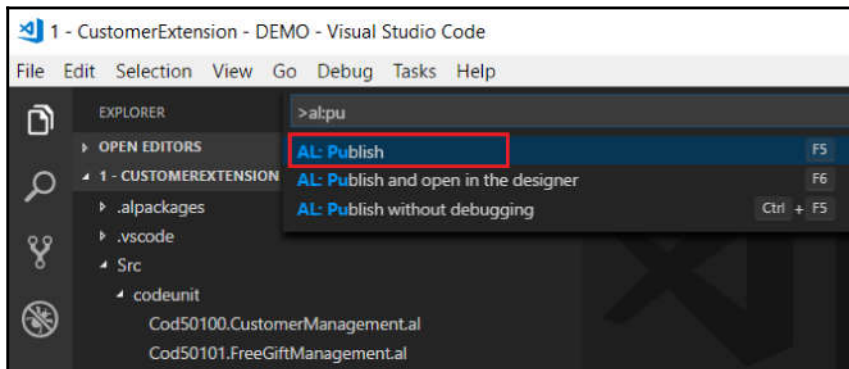 1 - CustomerExtension - DEMO - Visual Studio Code
File Edit Selection View Go Debug Tasks Help
EXPLORER
>al:pu
OPEN EDITORS
AL: Publish F5
1 - CUSTOMEREXTENSION
AL: Publish and open in the designer F6
.alpackages
AL: Publish without debugging Ctrl + F5
.vscode
Src
codeunit
Cod50100.CustomerManagement.al
Cod50101.FreeGiftManagement.al